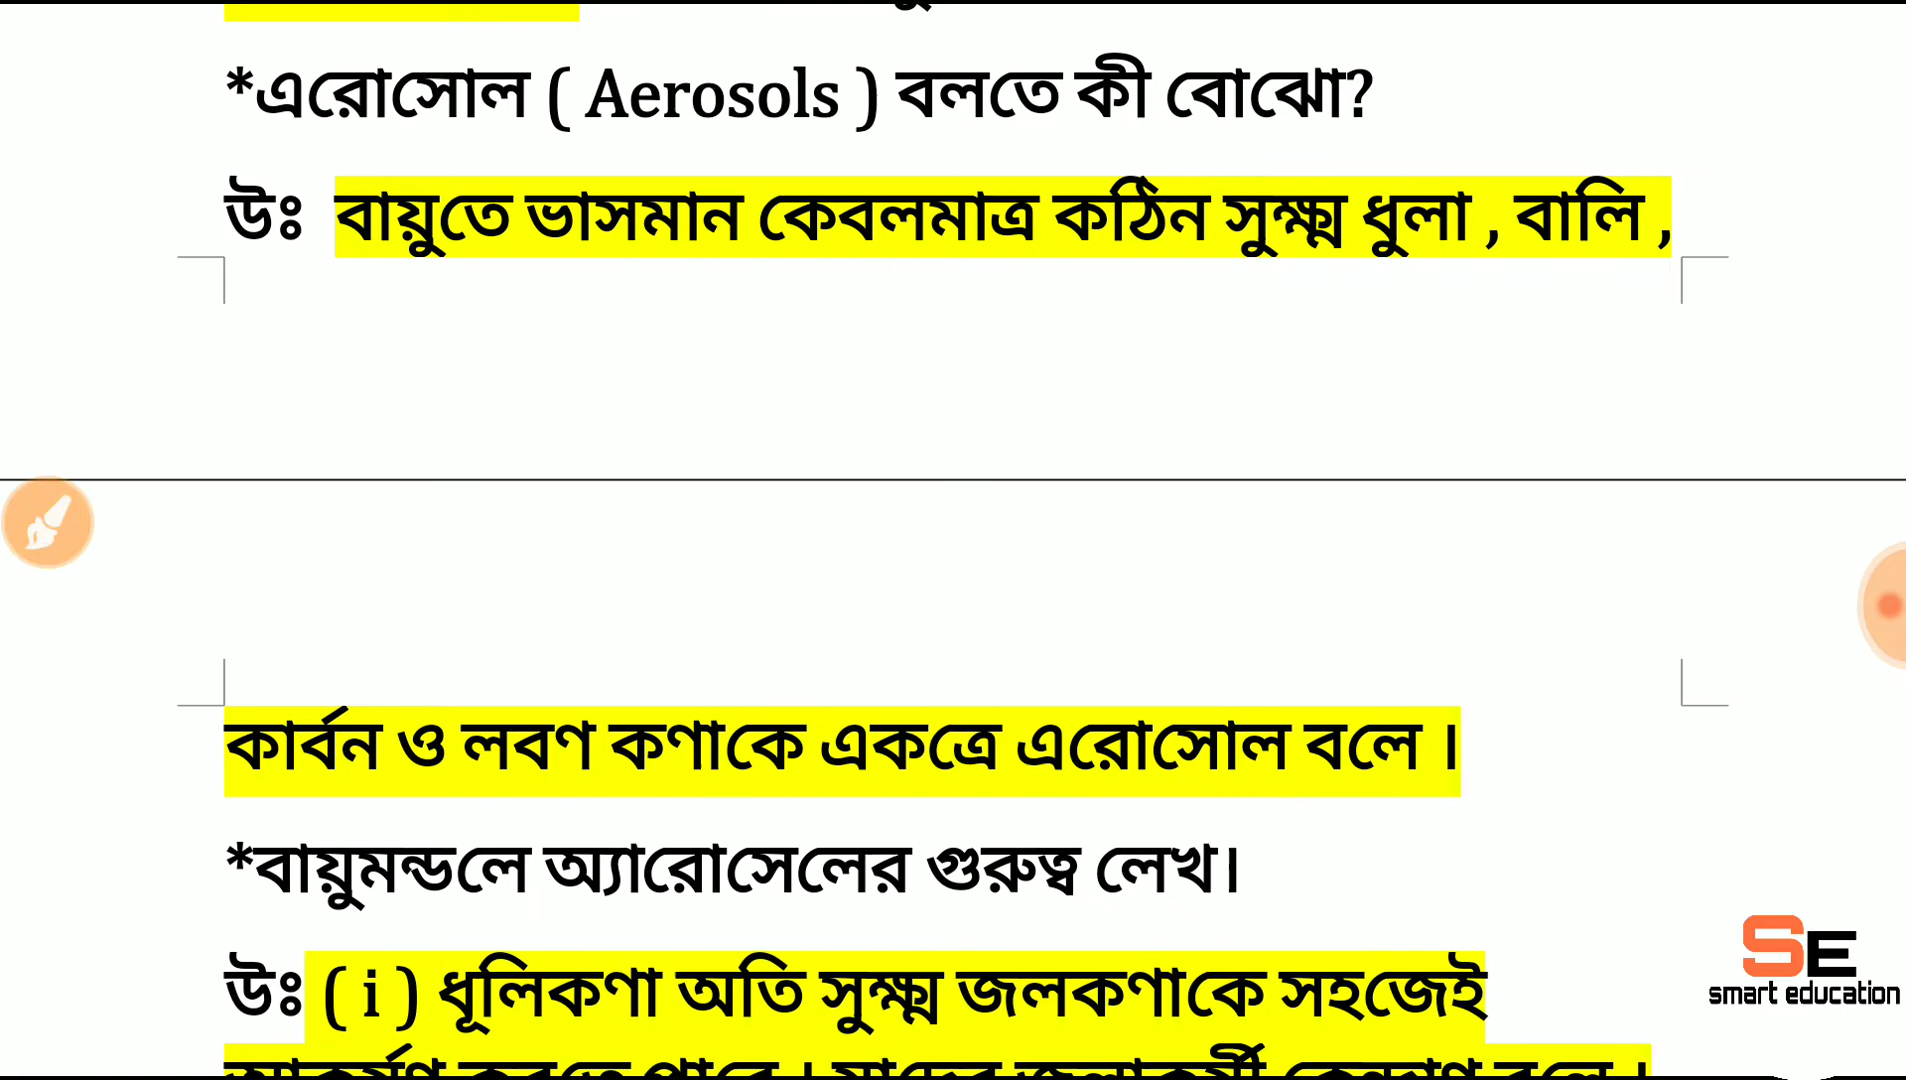 *এরোসোল ( Aerosols ) বলতে কী বোঝো?
উঃ বায়ুতে ভাসমান কেবলমাত্র কঠিন সুক্ষ্ম ধুলা , বালি ,
কার্বন ও লবণ কণাকে একত্রে এরোসোল বলে ।
*বায়ুমন্ডলে অ্যারোসেলের গুরুত্ব লেখ।
উঃ ( i ) ধূলিকণা অতি সুক্ষ্ম জলকণাকে সহজেই
SE
smart education